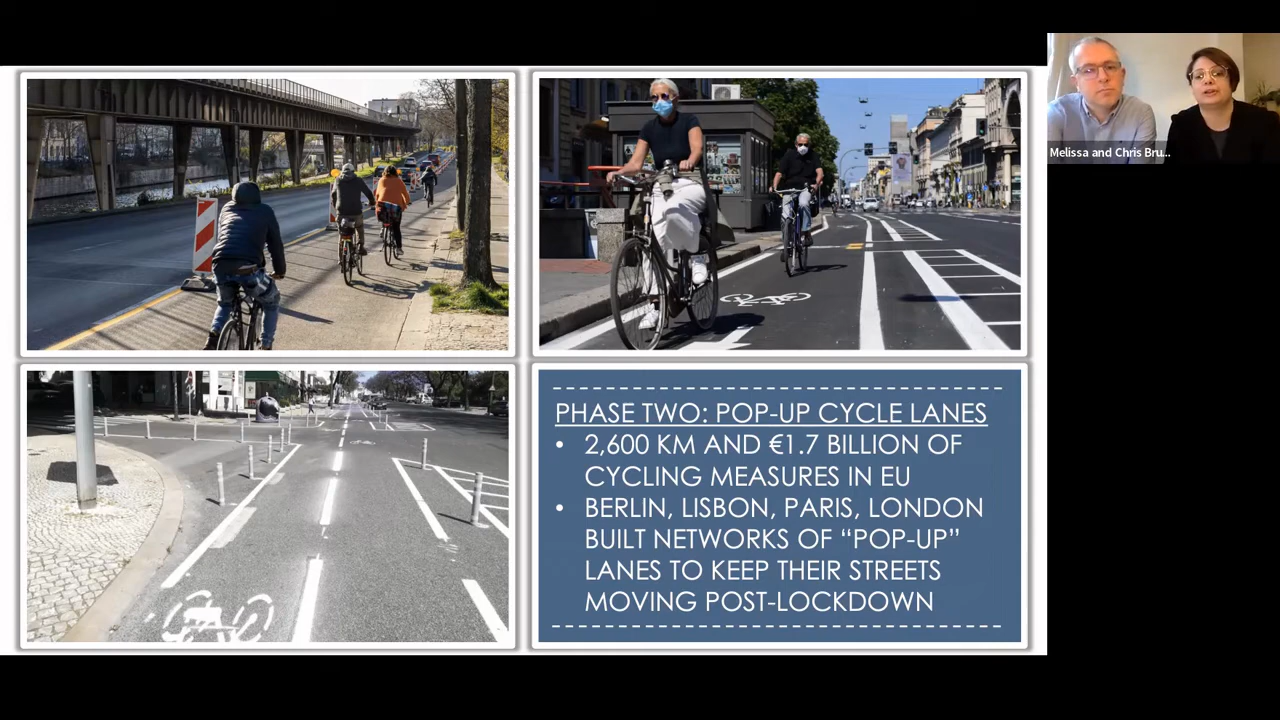 Melissa and Chris Bru...
PHASE TWO: POP-UP CYCLE LANES
• 2,600 KM AND €1.7 BILLION OF
CYCLING MEASURES IN EU
• BERLIN, LISBON, PARIS, LONDON
BUILT NETWORKS OF “POP-UP”
LANES TO KEEP THEIR STREETS
MOVING POST-LOCKDOWN